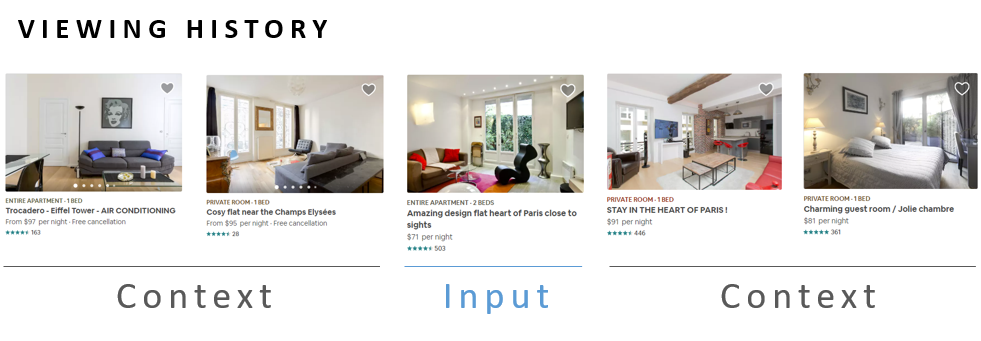 VIEWING HISTORY
ENTIRE APARTMENT · 1 BED
Trocadero - Eiffel Tower - AIR CONDITIONING
From $97 per night · Free cancellation
163
PRIVATE ROOM · 1 BED
Cosy flat near the Champs Elysées
From $95 per night · Free cancellation
28
ENTIRE APARTMENT · 2 BEDS
Amazing design flat heart of Paris close to
sights
$71 per night
503
PRIVATE ROOM · 1 BED
STAY IN THE HEART OF PARIS !
$91 per night
446
PRIVATE ROOM · 1 BED
Charming guest room / Jolie chambre
$81 per night
361
Context
Input
Context